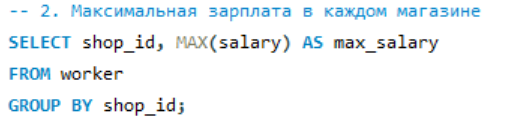 -- 2. Максимальная зарплата в каждом магазине
SELECT shop_id, MAX(salary) AS max_salary
FROM worker
GROUP BY shop_id;